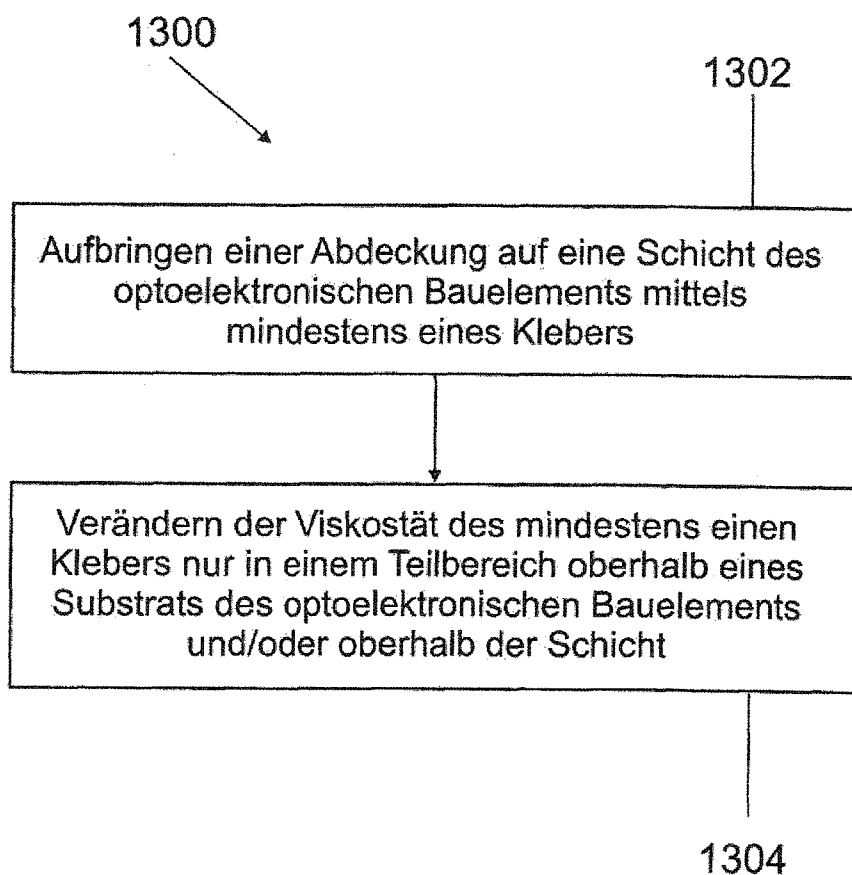 1300
1302
Aufbringen einer Abdeckung auf eine Schicht des
optoelektronischen Bauelements mittels
mindestens eines Klebers
Verändern der Viskostät des mindestens einen
Klebers nur in einem Teilbereich oberhalb eines
Substrats des optoelektronischen Bauelements
und/oder oberhalb der Schicht
1304